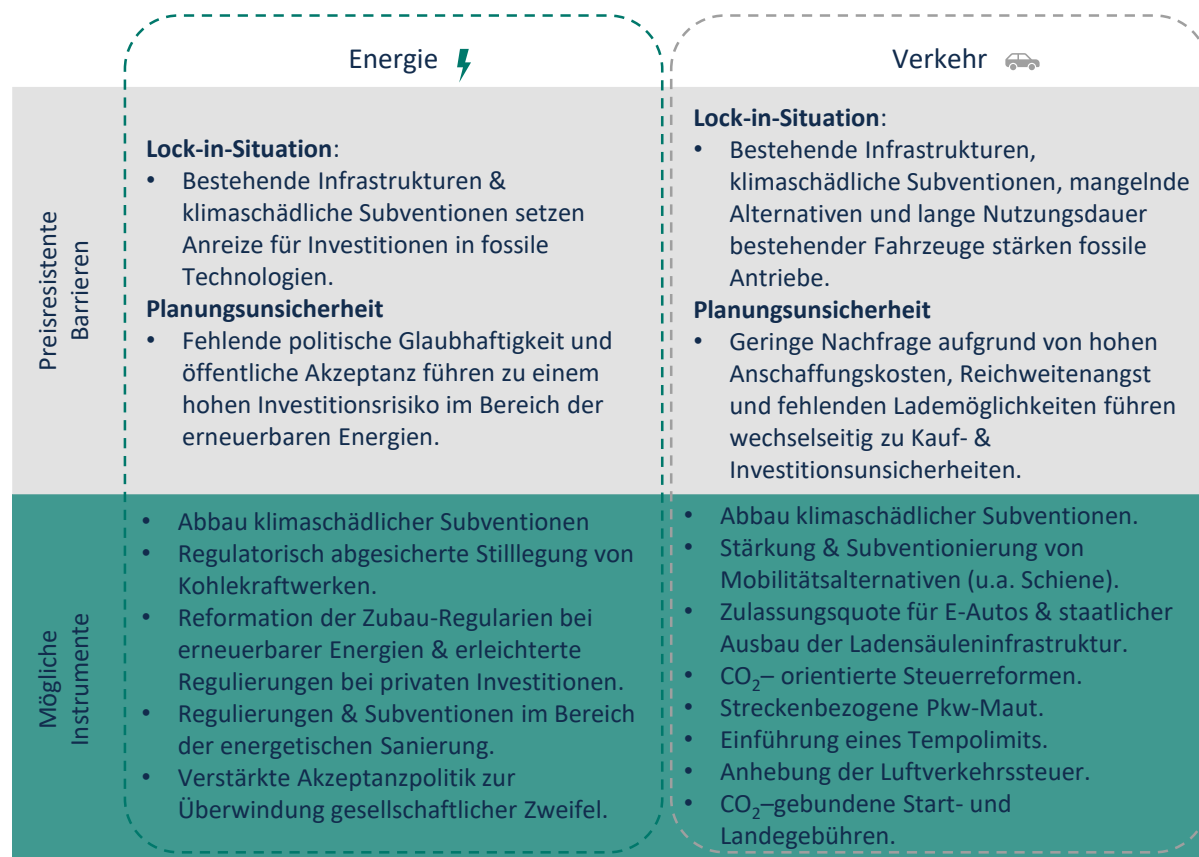 Energie
Verkehr
Preisresistente
Barrieren
Lock-in-Situation:
• Bestehende Infrastrukturen &
klimaschädliche Subventionen setzen
Anreize für Investitionen in fossile
Technologien.
Planungsunsicherheit
• Fehlende politische Glaubhaftigkeit und
öffentliche Akzeptanz führen zu einem
hohen Investitionsrisiko im Bereich der
erneuerbaren Energien.
Lock-in-Situation:
• Bestehende Infrastrukturen,
klimaschädliche Subventionen, mangelnde
Alternativen und lange Nutzungsdauer
bestehender Fahrzeuge stärken fossile
Antriebe.
Planungsunsicherheit
• Geringe Nachfrage aufgrund von hohen
Anschaffungskosten, Reichweitenangst
und fehlenden Lademöglichkeiten führen
wechselseitig zu Kauf- &
Investitionsunsicherheiten.
Mögliche
Instrumente
• Abbau klimaschädlicher Subventionen
• Regulatorisch abgesicherte Stilllegung von
Kohlekraftwerken.
• Reformation der Zubau-Regularien bei
erneuerbarer Energien & erleichterte
Regulierungen bei privaten Investitionen.
• Regulierungen & Subventionen im Bereich
der energetischen Sanierung.
• Verstärkte Akzeptanzpolitik zur
Überwindung gesellschaftlicher Zweifel.
• Abbau klimaschädlicher Subventionen.
• Stärkung & Subventionierung von
Mobilitätsalternativen (u.a. Schiene).
• Zulassungsquote für E-Autos & staatlicher
Ausbau der Ladensäuleninfrastruktur.
• CO₂– orientierte Steuerreformen.
• Streckenbezogene Pkw-Maut.
• Einführung eines Tempolimits.
• Anhebung der Luftverkehrssteuer.
• CO₂–gebundene Start- und
Landegebühren.